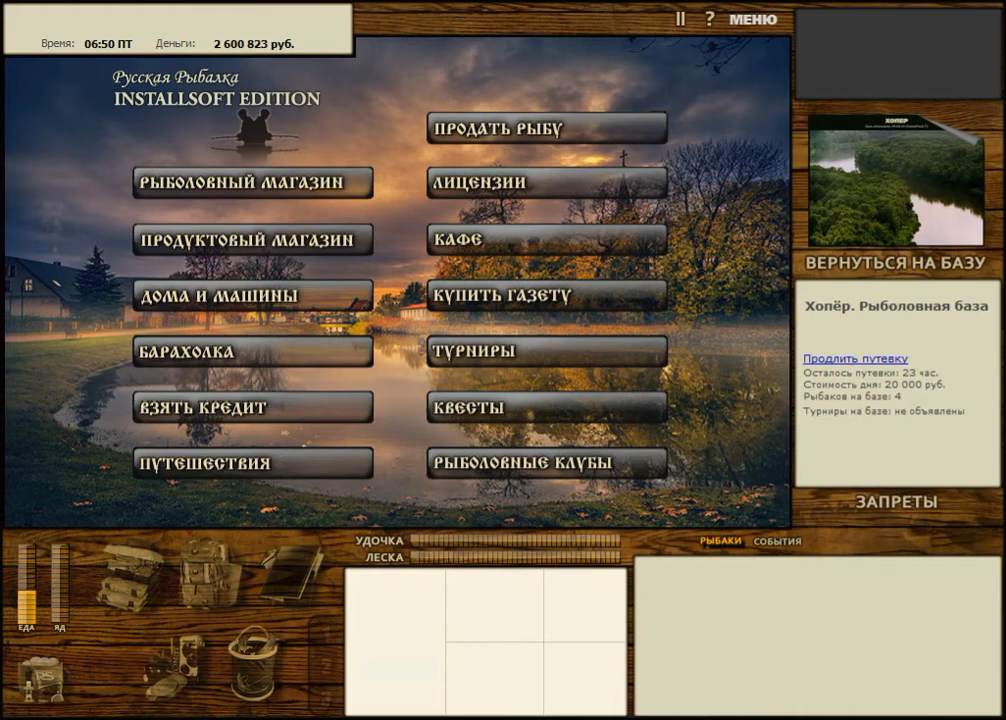 Время: 06:50 ПТ Деньги: 2 600 823 руб.
II ? МЕНЮ
Русская Рыбалка
INSTALLSOFT EDITION
ПРОДАТЬ РЫБУ
РЫБОЛОВНЫЙ МАГАЗИН
ЛИЦЕНЗИИ
ПРОДУКТОВЫЙ МАГАЗИН
КАФЕ
ДОМА И МАШИНЫ
КУПИТЬ ГАЗЕТУ
БАРАХОЛКА
ТУРНИРЫ
ВЗЯТЬ КРЕДИТ
КВЕСТЫ
ПУТЕШЕСТВИЯ
РЫБОЛОВНЫЕ КЛУБЫ
ХОПЁР
ВЕРНУТЬСЯ НА БАЗУ
Хопёр. Рыболовная база
Продлить путевку
Осталось путевки: 23 час.
Стоимость дня: 20 000 руб.
Рыбаков на базе: 4
Турниры на базе: не объявлены
ЗАПРЕТЫ
УДОЧКА
ЛЕСКА
РЫБАКИ СОБЫТИЯ
ЕДА ЯД